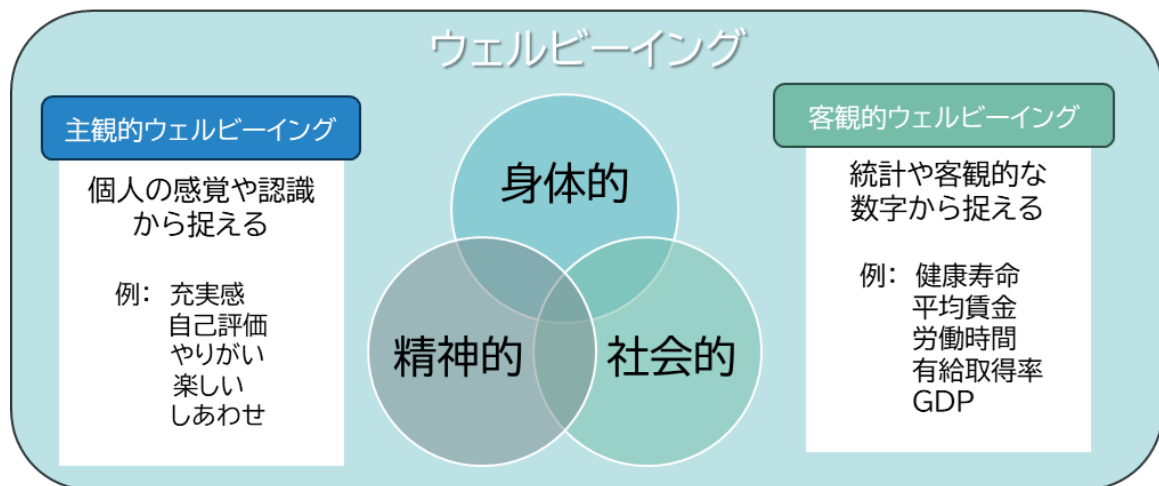 ウェルビーイング
主観的ウェルビーイング
個人の感覚や認識
から捉える
例： 充実感
自己評価
やりがい
楽しい
しあわせ
身体的
精神的
社会的
客観的ウェルビーイング
統計や客観的な
数字から捉える
例： 健康寿命
平均賃金
労働時間
有給取得率
GDP